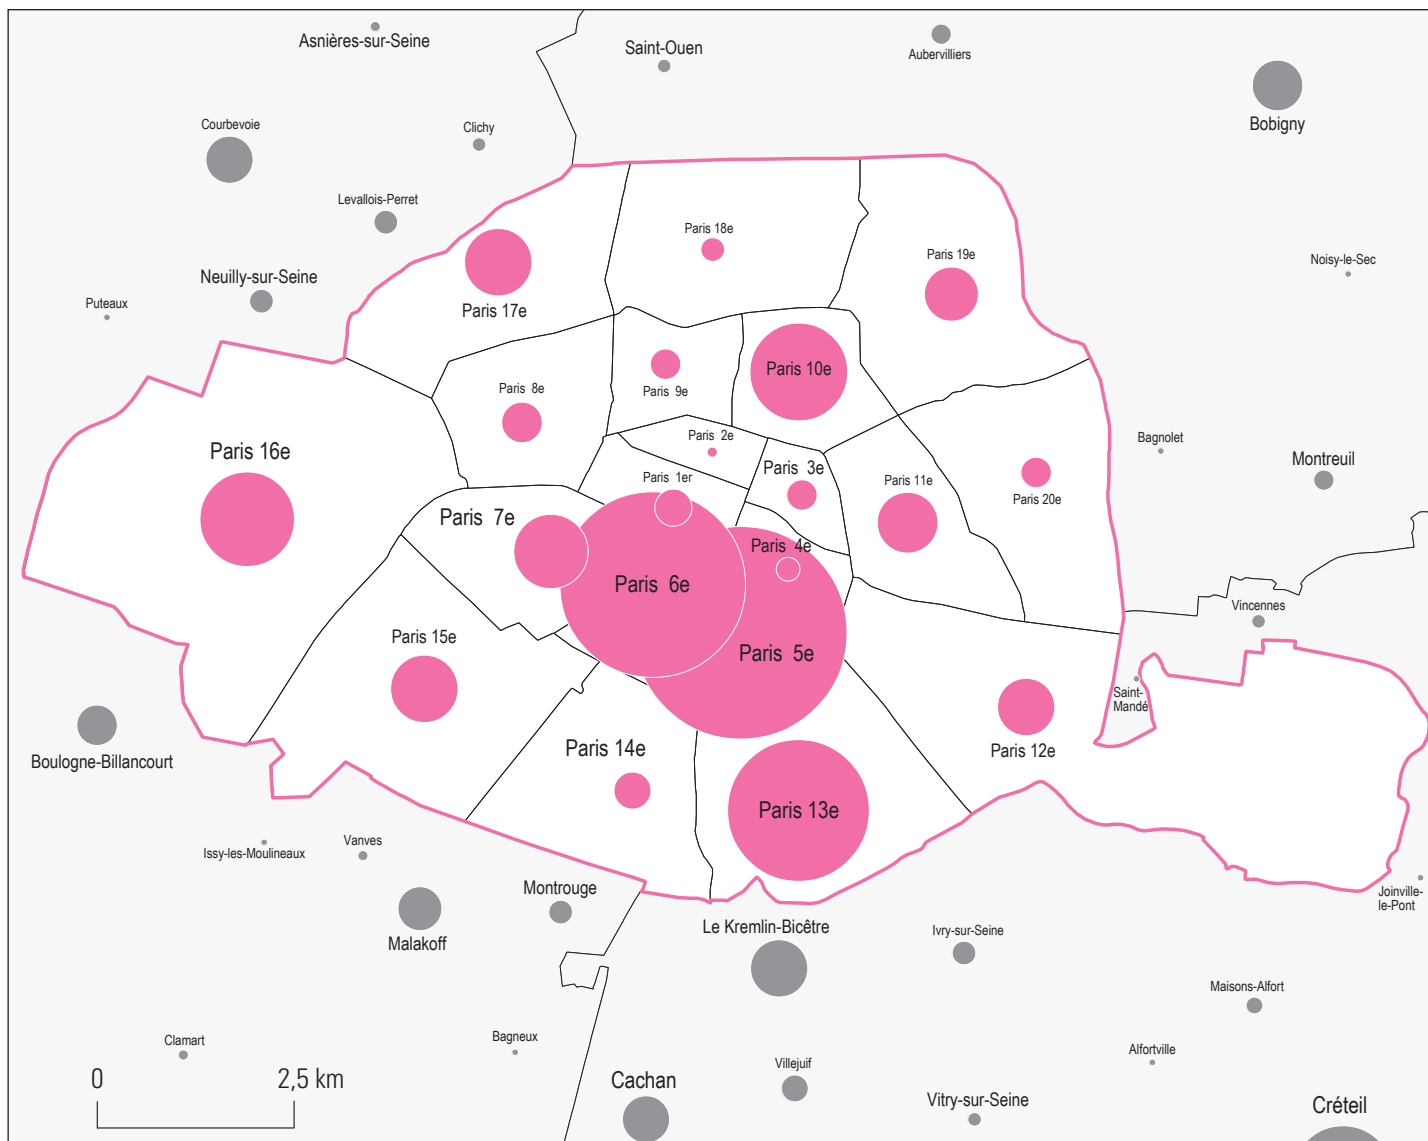 Asnières-sur-Seine
Saint-Ouen
Aubervilliers
Bobigny
Courbevoie
Clichy
Levallois-Perret
Neuilly-sur-Seine
Puteaux
Paris 17e
Paris 18e
Paris 19e
Noisy-le-Sec
Paris 8e
Paris 9e
Paris 10e
Paris 16e
Paris 2e
Paris 1er
Paris 3e
Paris 11e
Paris 20e
Bagnolet
Montreuil
Paris 7e
Paris 4e
Paris 6e
Paris 5e
Paris 15e
Vincennes
Saint-
Mandé
Paris 12e
Paris 14e
Paris 13e
Boulogne-Billancourt
Issy-les-Moulineaux
Vanves
Malakoff
Montrouge
Le Kremlin-Bicêtre
Ivry-sur-Seine
Joinville-
le-Pont
Maisons-Alfort
Clamart
Bagneux
Alfortville
Villejuif
Cachan
Vitry-sur-Seine
Créteil
0 2,5 km